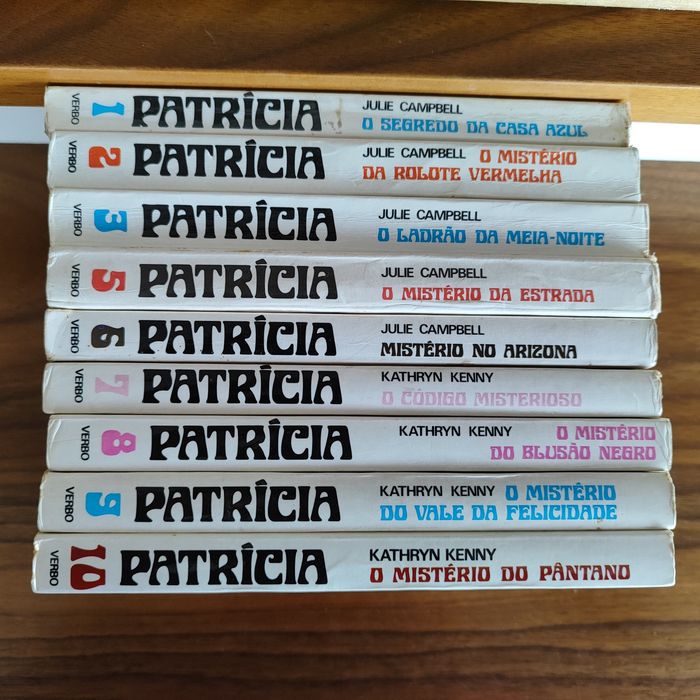 VERBO 1 PATRÍCIA JULIE CAMPBELL
O SEGREDO DA CASA AZUL
VERBO 2 PATRÍCIA JULIE CAMPBELL O MISTÉRIO
DA ROLOTE VERMELHA
VERBO 3 PATRÍCIA JULIE CAMPBELL
O LADRÃO DA MEIA-NOITE
VERBO 5 PATRÍCIA JULIE CAMPBELL
O MISTÉRIO DA ESTRADA
VERBO 6 PATRÍCIA JULIE CAMPBELL
MISTÉRIO NO ARIZONA
VERBO 7 PATRÍCIA KATHRYN KENNY
O CÓDIGO MISTERIOSO
VERBO 8 PATRÍCIA KATHRYN KENNY O MISTÉRIO
DO BLUSÃO NEGRO
VERBO 9 PATRÍCIA KATHRYN KENNY O MISTÉRIO
DO VALE DA FELICIDADE
VERBO 10 PATRÍCIA KATHRYN KENNY
O MISTÉRIO DO PÂNTANO